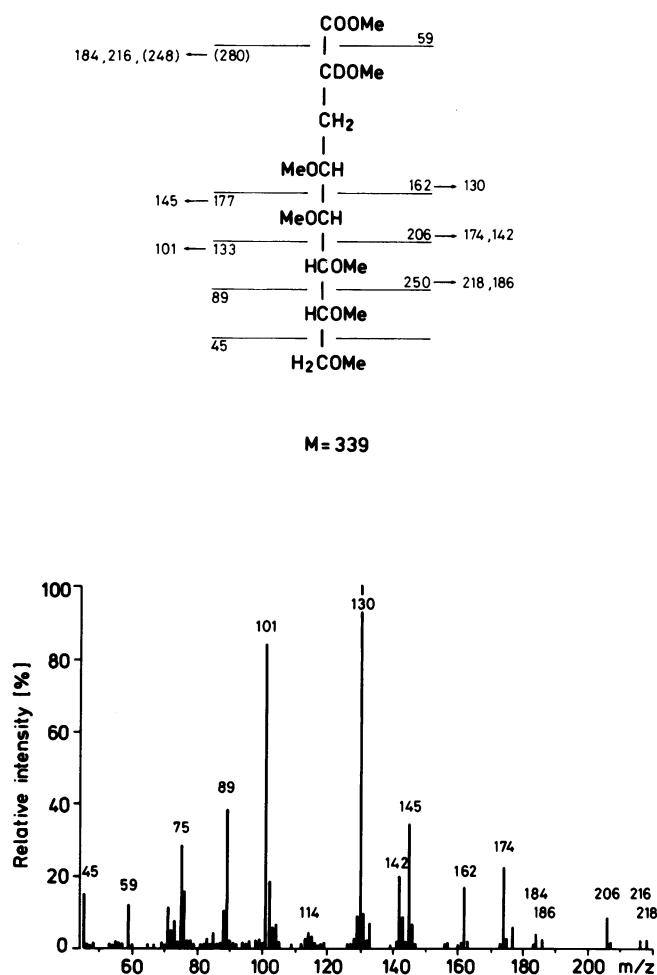 COOMe
59
184, 216, (248) ← (280)
CDOMe
CH2
MeOCH
162 → 130
145 ← 177
MeOCH
206 → 174, 142
101 ← 133
HCOMe
250 → 218, 186
89
HCOMe
45
H2COMe
M = 339
Relative intensity [%]
100
80
60
40
20
0
45
59
75
89
101
114
130
142
145
162
174
184
186
206
216
218
60 80 100 120 140 160 180 200 m/z